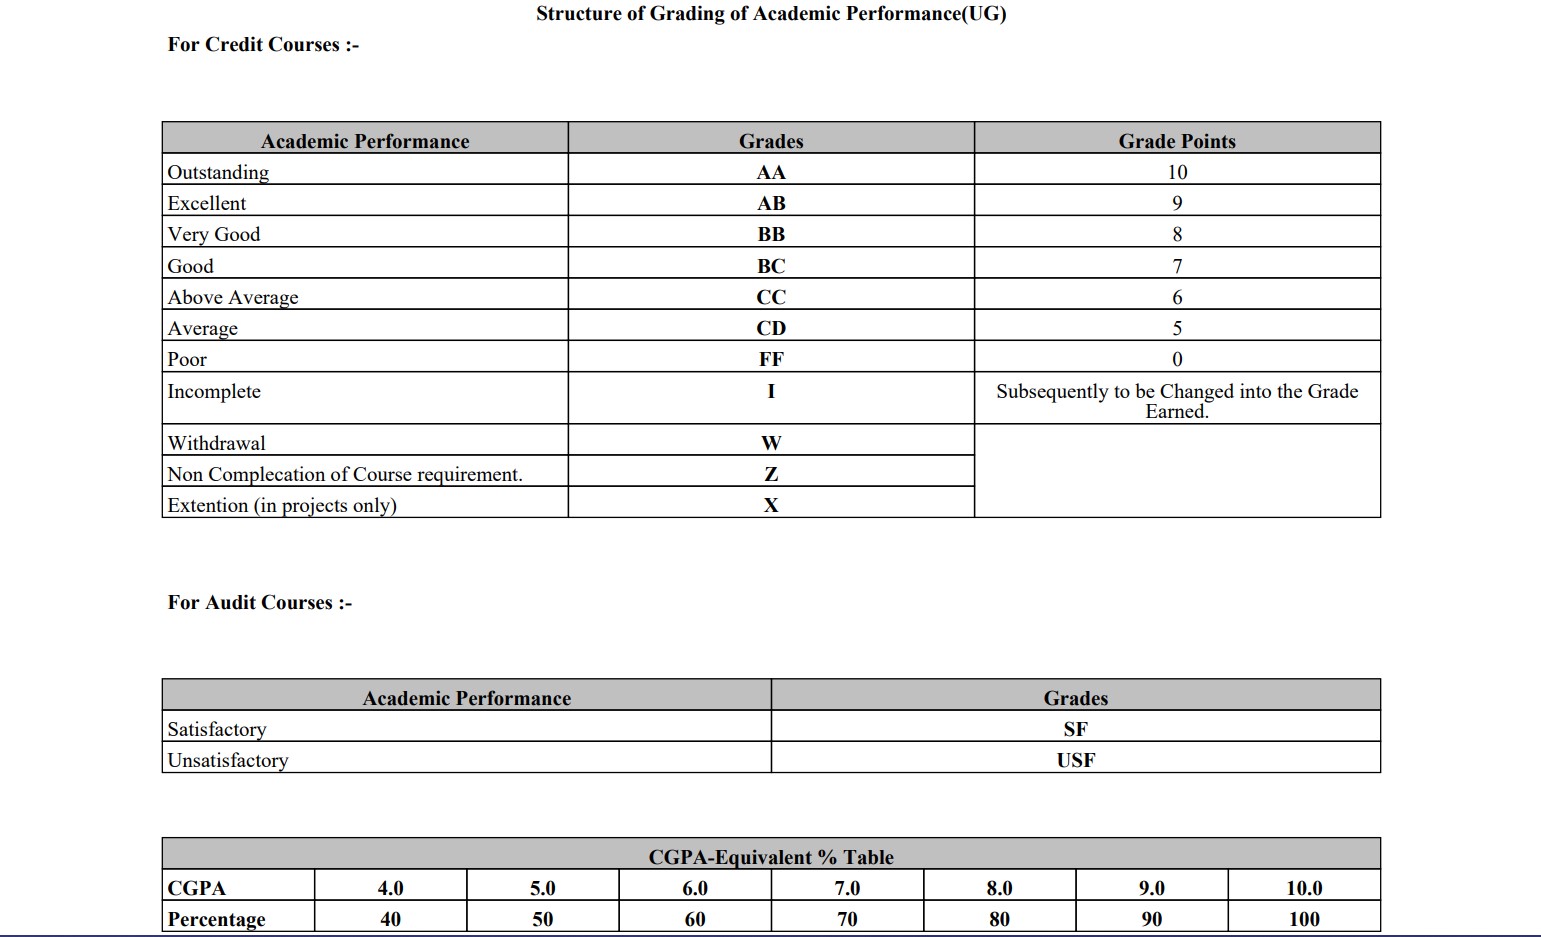 Structure of Grading of Academic Performance(UG)
For Credit Courses :-
Academic Performance Grades Grade Points
Outstanding AA 10
Excellent AB 9
Very Good BB 8
Good BC 7
Above Average CC 6
Average CD 5
Poor FF 0
Incomplete I Subsequently to be Changed into the Grade
Earned.
Withdrawal W
Non Complecation of Course requirement. Z
Extention (in projects only) X
For Audit Courses :-
Academic Performance Grades
Satisfactory SF
Unsatisfactory USF
CGPA-Equivalent % Table
CGPA 4.0 5.0 6.0 7.0 8.0 9.0 10.0
Percentage 40 50 60 70 80 90 100